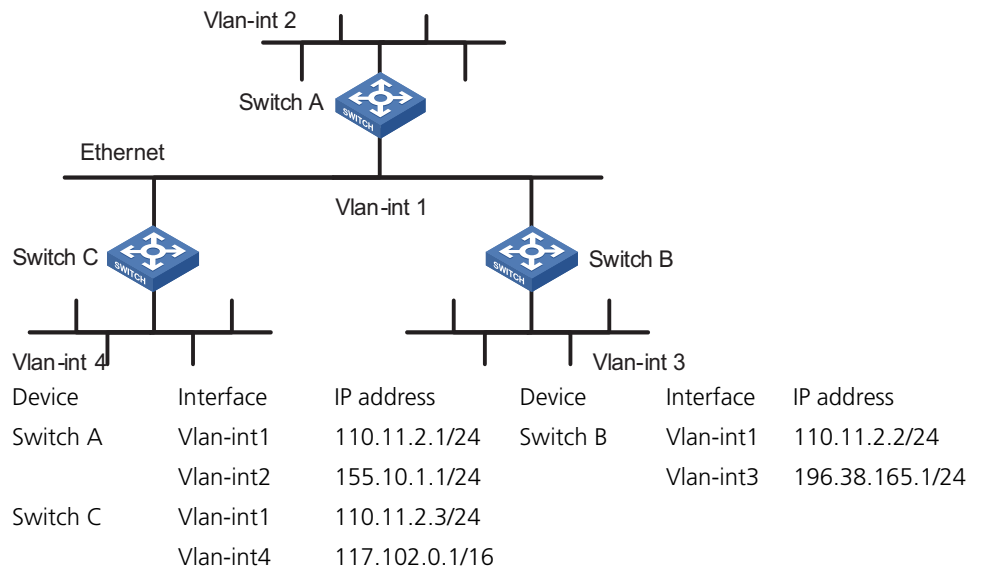 Vlan-int 2
Switch A
SWITCH
Ethernet
Vlan-int 1
Switch C
SWITCH
SWITCH
Switch B
Vlan-int 4
Vlan-int 3
Device Interface IP address Device Interface IP address
Switch A Vlan-int1 110.11.2.1/24 Switch B Vlan-int1 110.11.2.2/24
Vlan-int2 155.10.1.1/24 Vlan-int3 196.38.165.1/24
Switch C Vlan-int1 110.11.2.3/24
Vlan-int4 117.102.0.1/16